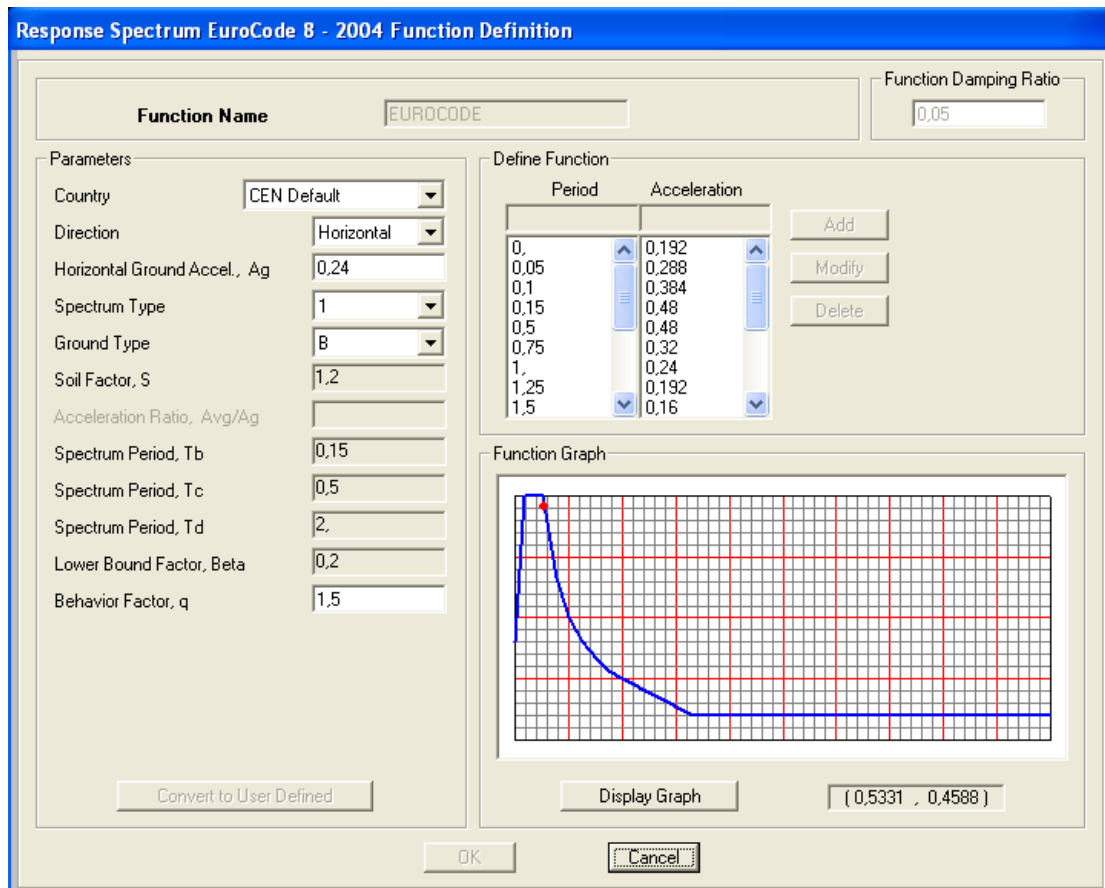 Response Spectrum EuroCode 8 - 2004 Function Definition
Function Name
EUROCODE
Function Damping Ratio
0,05
Parameters
Country
CEN Default
Direction
Horizontal
Horizontal Ground Accel., Ag
0,24
Spectrum Type
1
Ground Type
B
Soil Factor, S
1,2
Acceleration Ratio, Avg/Ag
Spectrum Period, Tb
0,15
Spectrum Period, Tc
0,5
Spectrum Period, Td
2,
Lower Bound Factor, Beta
0,2
Behavior Factor, q
1,5
Convert to User Defined
Define Function
Period Acceleration
0, 0,192
0,05 0,288
0,1 0,384
0,15 0,48
0,5 0,48
0,75 0,32
1, 0,24
1,25 0,192
1,5 0,16
Add
Modify
Delete
Function Graph
Display Graph
( 0,5331 , 0,4588 )
OK
Cancel